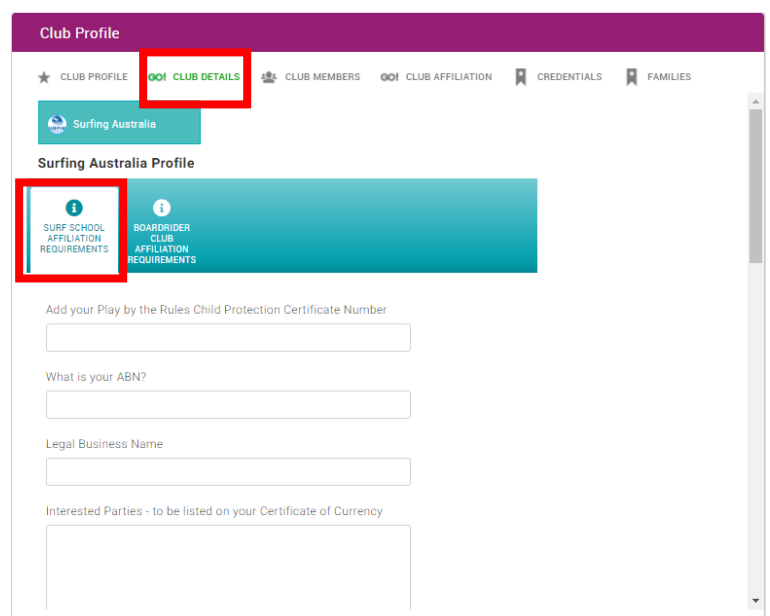 Club Profile
CLUB PROFILE
GO! CLUB DETAILS
CLUB MEMBERS
GO! CLUB AFFILIATION
CREDENTIALS
FAMILIES
Surfing Australia
Surfing Australia Profile
SURF SCHOOL
AFFILIATION
REQUIREMENTS
BOARDRIDER
CLUB
AFFILIATION
REQUIREMENTS
Add your Play by the Rules Child Protection Certificate Number
What is your ABN?
Legal Business Name
Interested Parties - to be listed on your Certificate of Currency